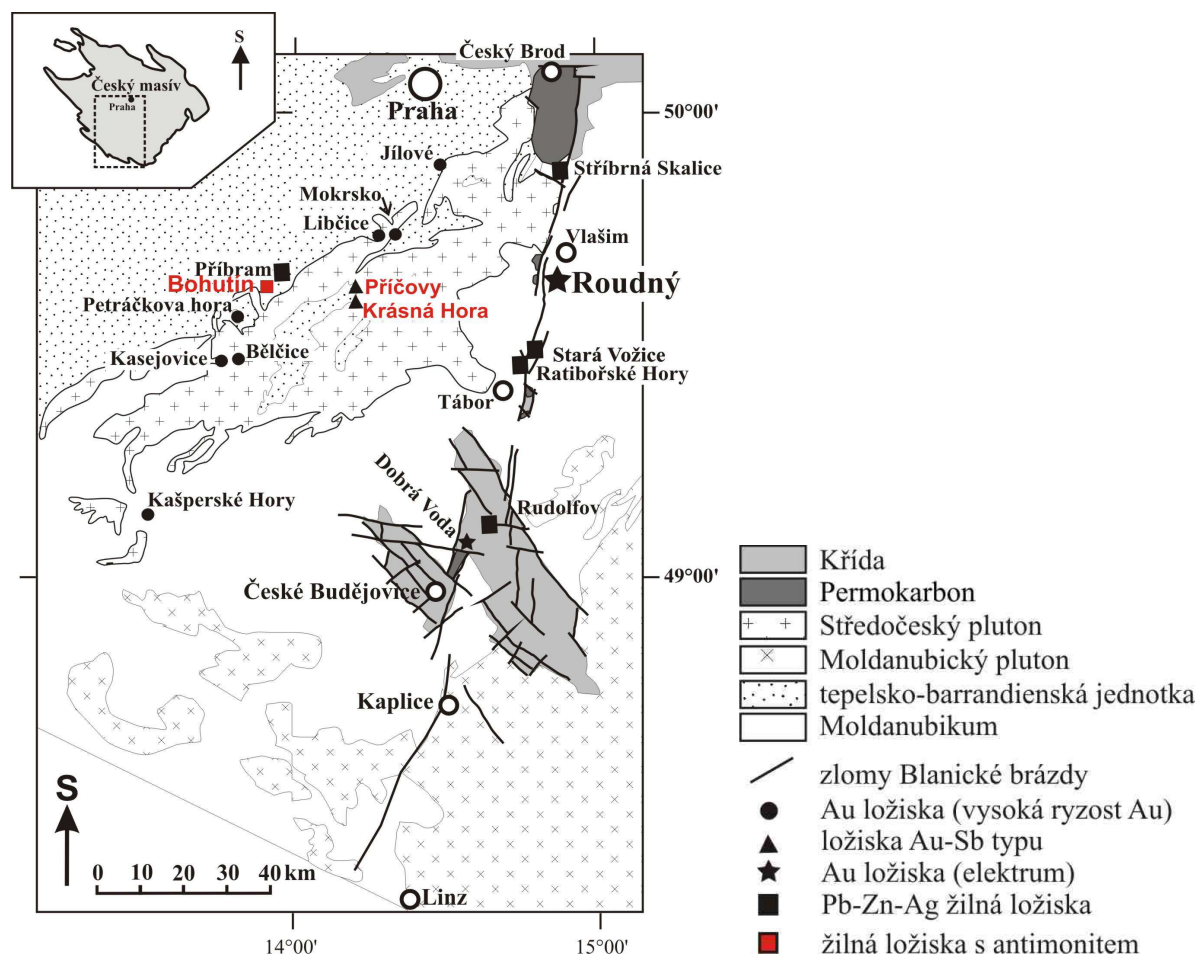 S
Český masív
Praha
Český Brod
Praha
50°00'
Jílové
Stříbrná Skalice
Mokrsko
Libčice
Vlašim
Příbram
Bohutín
Příčovy
Roudný
Petráčkova hora
Krásná Hora
Kasejovice
Bělčice
Stará Vožice
Ratibořské Hory
Tábor
Kašperské Hory
Dobrá Voda
Rudolfov
49°00'
České Budějovice
Kaplice
S
0 10 20 30 40 km
Linz
14°00'
15°00'
Křída
Permokarbon
Středočeský pluton
Moldanubický pluton
tepelsko-barrandienská jednotka
Moldanubikum
zlomy Blanické brázdy
Au ložiska (vysoká ryzost Au)
ložiska Au-Sb typu
Au ložiska (elektrum)
Pb-Zn-Ag žilná ložiska
žilná ložiska s antimonitem